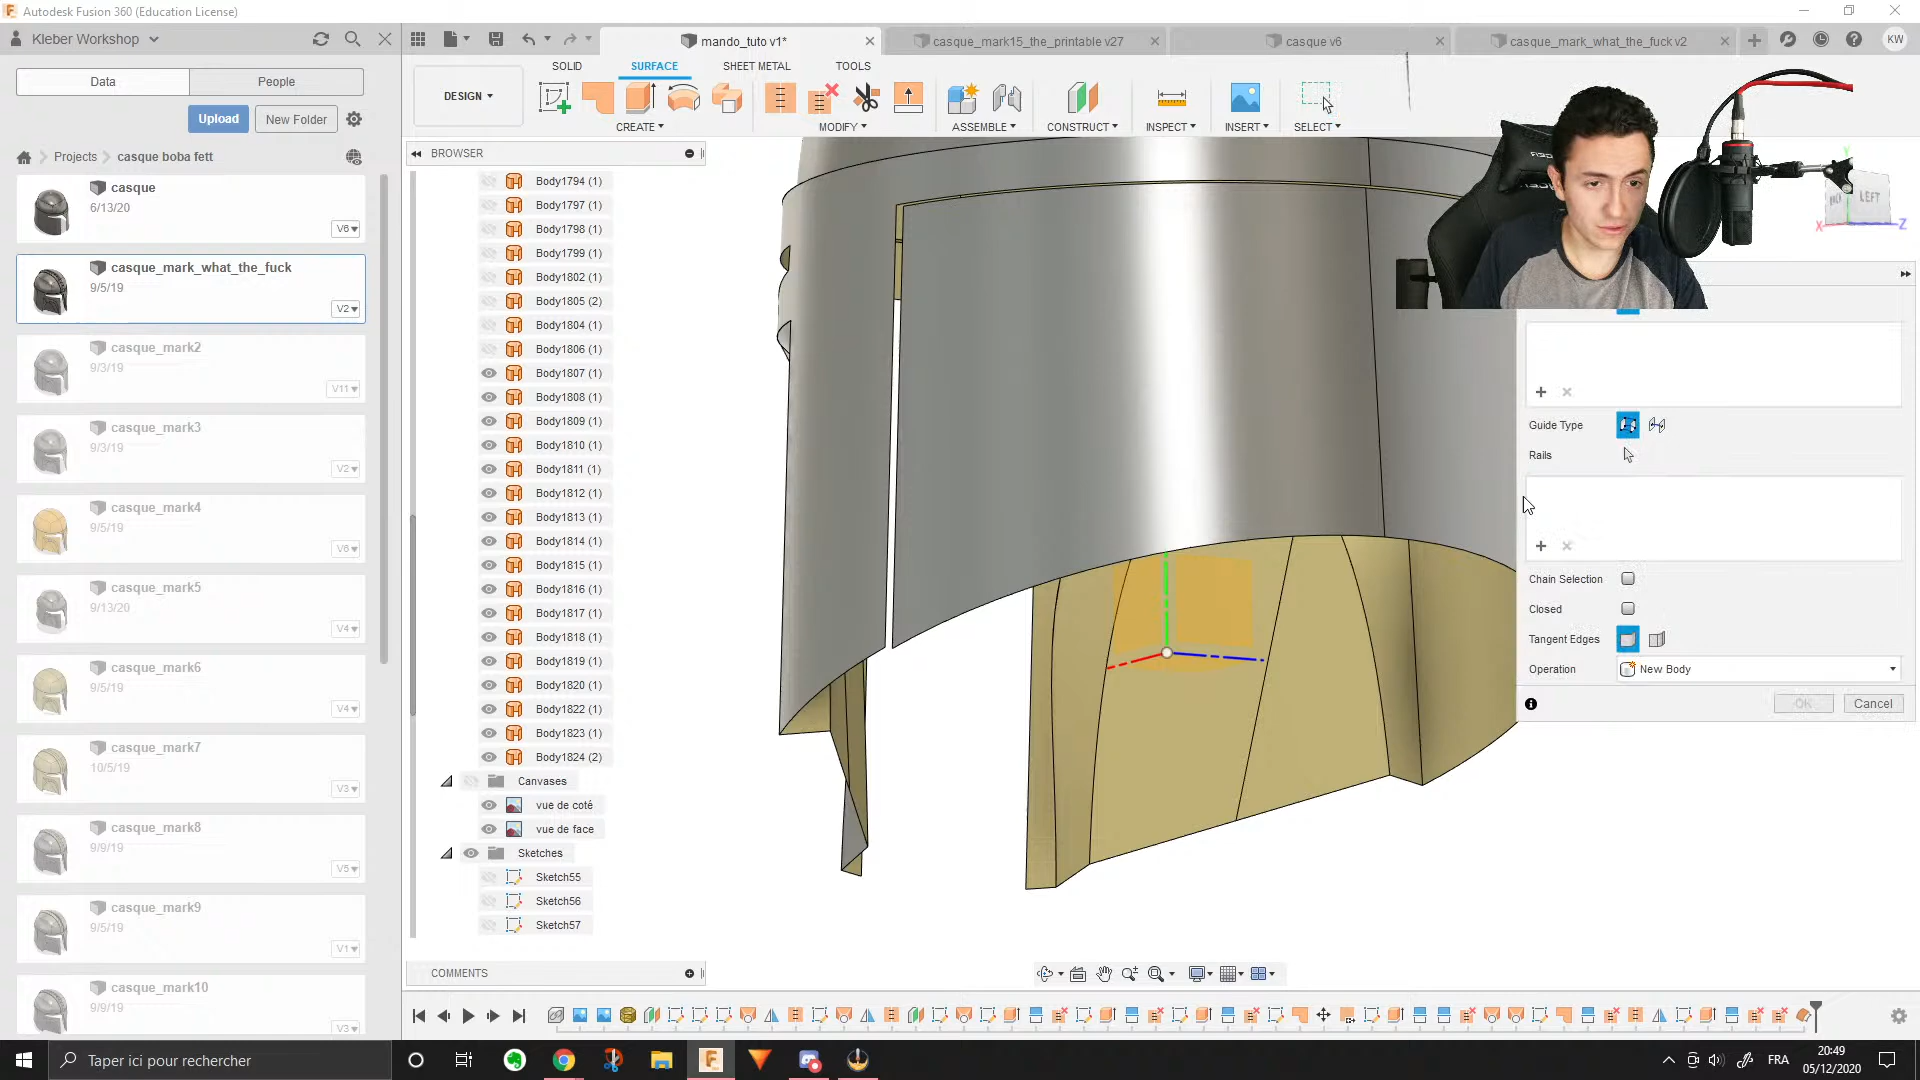 Autodesk Fusion 360 (Education License)
Kleber Workshop
mando_tuto v1*
casque_mark15_the_printable v27
casque v6
casque_mark_what_the_fuck v2
KW
Data
People
Upload
New Folder
Projects
casque boba fett
casque
6/13/20
V6
casque_mark_what_the_fuck
9/5/19
V2
casque_mark2
9/3/19
V11
casque_mark3
9/3/19
V2
casque_mark4
9/5/19
V6
casque_mark5
9/13/20
V4
casque_mark6
9/5/19
V4
casque_mark7
10/5/19
V3
casque_mark8
9/9/19
V5
casque_mark9
9/5/19
V1
casque_mark10
9/9/19
V3
SOLID
SURFACE
SHEET METAL
TOOLS
DESIGN
CREATE
MODIFY
ASSEMBLE
CONSTRUCT
INSPECT
INSERT
SELECT
BROWSER
Body1794 (1)
Body1797 (1)
Body1798 (1)
Body1799 (1)
Body1802 (1)
Body1805 (2)
Body1804 (1)
Body1806 (1)
Body1807 (1)
Body1808 (1)
Body1809 (1)
Body1810 (1)
Body1811 (1)
Body1812 (1)
Body1813 (1)
Body1814 (1)
Body1815 (1)
Body1816 (1)
Body1817 (1)
Body1818 (1)
Body1819 (1)
Body1820 (1)
Body1822 (1)
Body1823 (1)
Body1824 (2)
Canvases
vue de coté
vue de face
Sketches
Sketch55
Sketch56
Sketch57
COMMENTS
LEFT
X
Y
Z
Guide Type
Rails
Chain Selection
Closed
Tangent Edges
Operation
New Body
OK
Cancel
Taper ici pour rechercher
FRA
20:49
05/12/2020